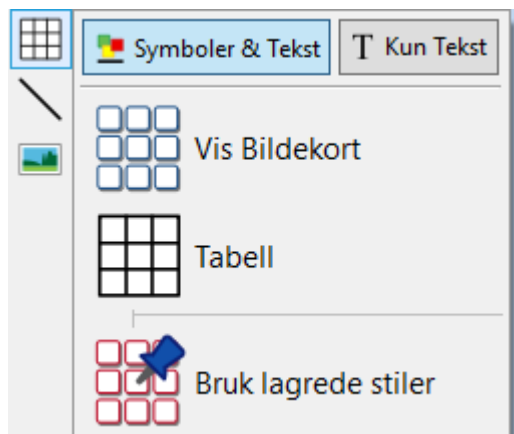 Symboler & Tekst
T Kun Tekst
Vis Bildekort
Tabell
Bruk lagrede stiler